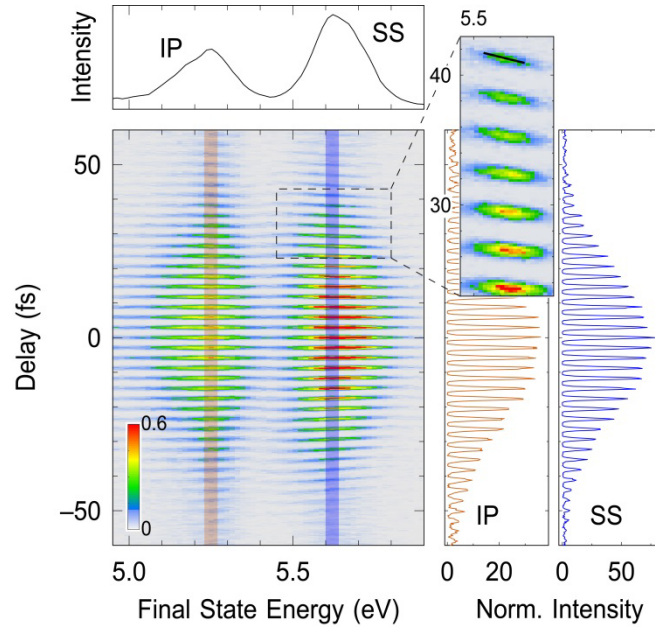 Intensity
IP
SS
5.5
40
30
Delay (fs)
50
0
−50
0.6
0
5.0
5.5
Final State Energy (eV)
IP
0
20
SS
0
50
Norm. Intensity